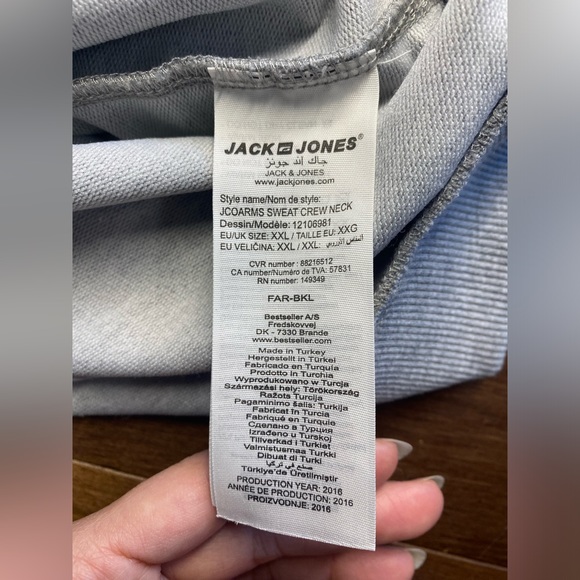 JACK & JONES®
جاك إند جونز
JACK & JONES
www.jackjones.com
Style name/Nom de style:
JCOARMS SWEAT CREW NECK
Dessin/Modèle: 12106981
EU/UK SIZE: XXL / TAILLE EU: XXG
EU VELIČINA: XXL / XXL: المقاس الأوروبي
CVR number : 88216512
CA number/Numéro de TVA: 57831
RN number: 149349
FAR-BKL
Bestseller A/S
Fredskovvej
DK - 7330 Brande
www.bestseller.com
Made in Turkey
Hergestellt in Türkei
Fabricado en Turquía
Prodotto in Turchia
Wyprodukowano w Turcja
Származási hely: Törökország
Ražots Turcija
Pagaminimo šalis: Turkija
Fabricat în Turcia
Fabriqué en Turquie
Сделано в Турция
Izrađeno u Turskoj
Tillverkad i Turkiet
Valmistusmaa Turkki
Dibuat di Turki
صنع في تركيا
Türkiye'de Üretilmiştir
PRODUCTION YEAR: 2016
ANNÉE DE PRODUCTION: 2016
PROIZVODNJE: 2016